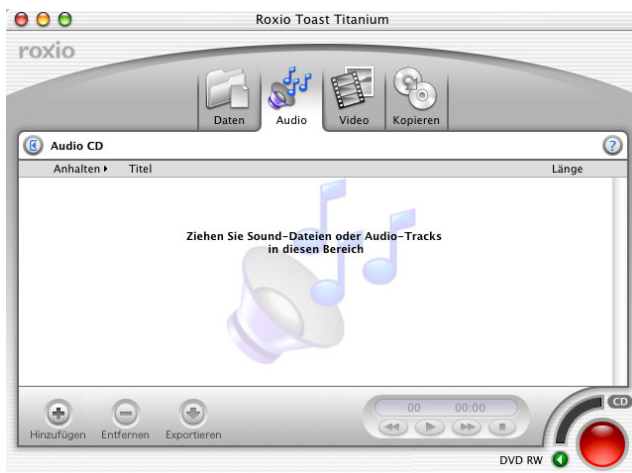 Roxio Toast Titanium
roxio
Daten Audio Video Kopieren
Audio CD
?
Anhalten Titel Länge
Ziehen Sie Sound-Dateien oder Audio-Tracks
in diesen Bereich
00 00:00
CD
Hinzufügen Entfernen Exportieren
DVD RW